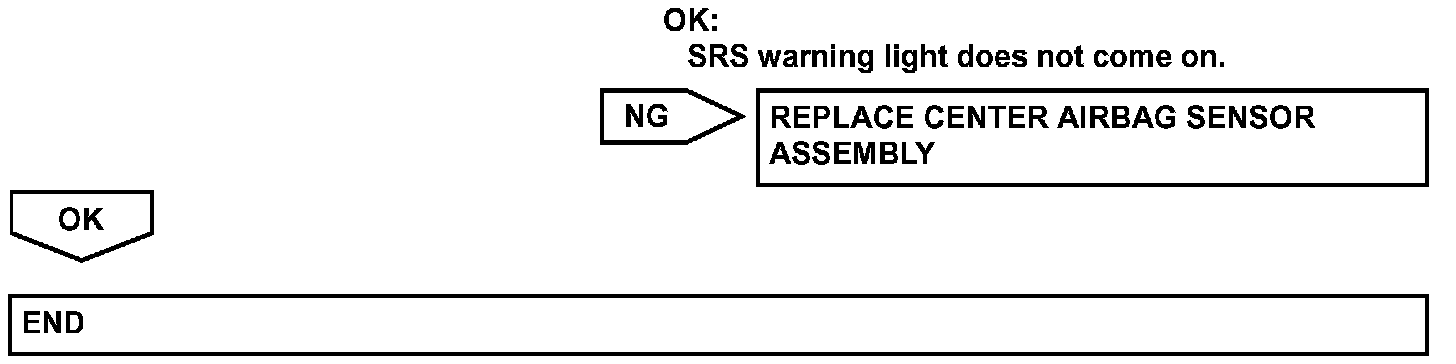 OK:
SRS warning light does not come on.
NG
REPLACE CENTER AIRBAG SENSOR
ASSEMBLY
OK
END